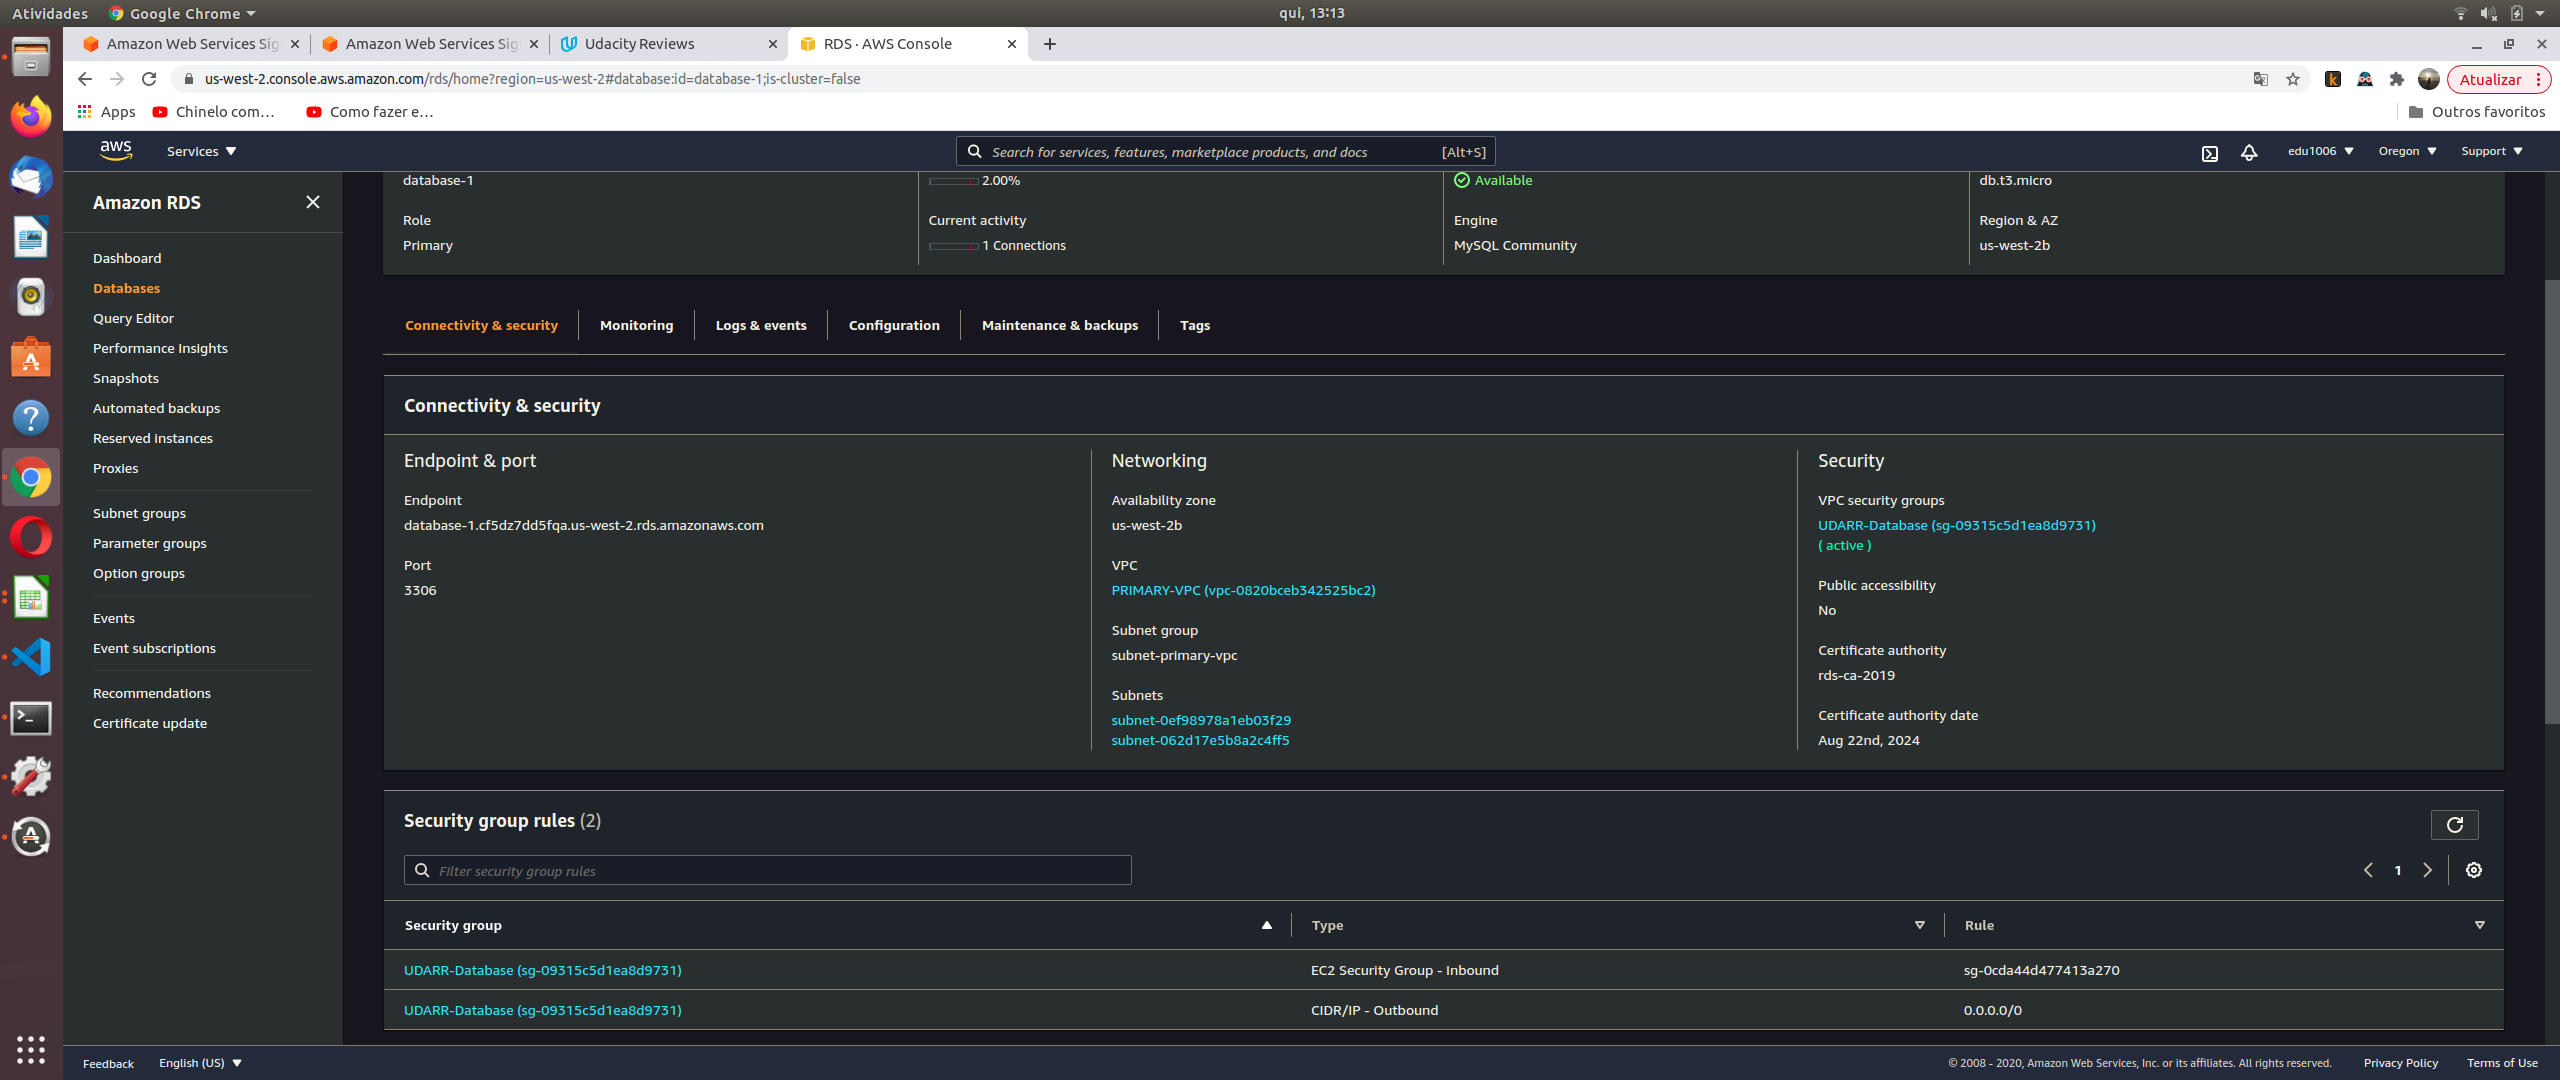 Atividades Google Chrome qui, 13:13
Amazon Web Services Sig Amazon Web Services Sig Udacity Reviews RDS · AWS Console
us-west-2.console.aws.amazon.com/rds/home?region=us-west-2#database:id=database-1;is-cluster=false Atualizar
Apps Chinelo com... Como fazer e... Outros favoritos
aws Services Search for services, features, marketplace products, and docs [Alt+S] edu1006 Oregon Support
Amazon RDS
Dashboard
Databases
Query Editor
Performance Insights
Snapshots
Automated backups
Reserved instances
Proxies
Subnet groups
Parameter groups
Option groups
Events
Event subscriptions
Recommendations
Certificate update
database-1 2.00% Available db.t3.micro
Role Current activity Engine Region & AZ
Primary 1 Connections MySQL Community us-west-2b
Connectivity & security Monitoring Logs & events Configuration Maintenance & backups Tags
Connectivity & security
Endpoint & port
Endpoint
database-1.cf5dz7dd5fqa.us-west-2.rds.amazonaws.com
Port
3306
Networking
Availability zone
us-west-2b
VPC
PRIMARY-VPC (vpc-0820bceb342525bc2)
Subnet group
subnet-primary-vpc
Subnets
subnet-0ef98978a1eb03f29
subnet-062d17e5b8a2c4ff5
Security
VPC security groups
UDARR-Database (sg-09315c5d1ea8d9731)
( active )
Public accessibility
No
Certificate authority
rds-ca-2019
Certificate authority date
Aug 22nd, 2024
Security group rules (2)
Filter security group rules 1
Security group Type Rule
UDARR-Database (sg-09315c5d1ea8d9731) EC2 Security Group - Inbound sg-0cda44d477413a270
UDARR-Database (sg-09315c5d1ea8d9731) CIDR/IP - Outbound 0.0.0.0/0
Feedback English (US) © 2008 - 2020, Amazon Web Services, Inc. or its affiliates. All rights reserved. Privacy Policy Terms of Use